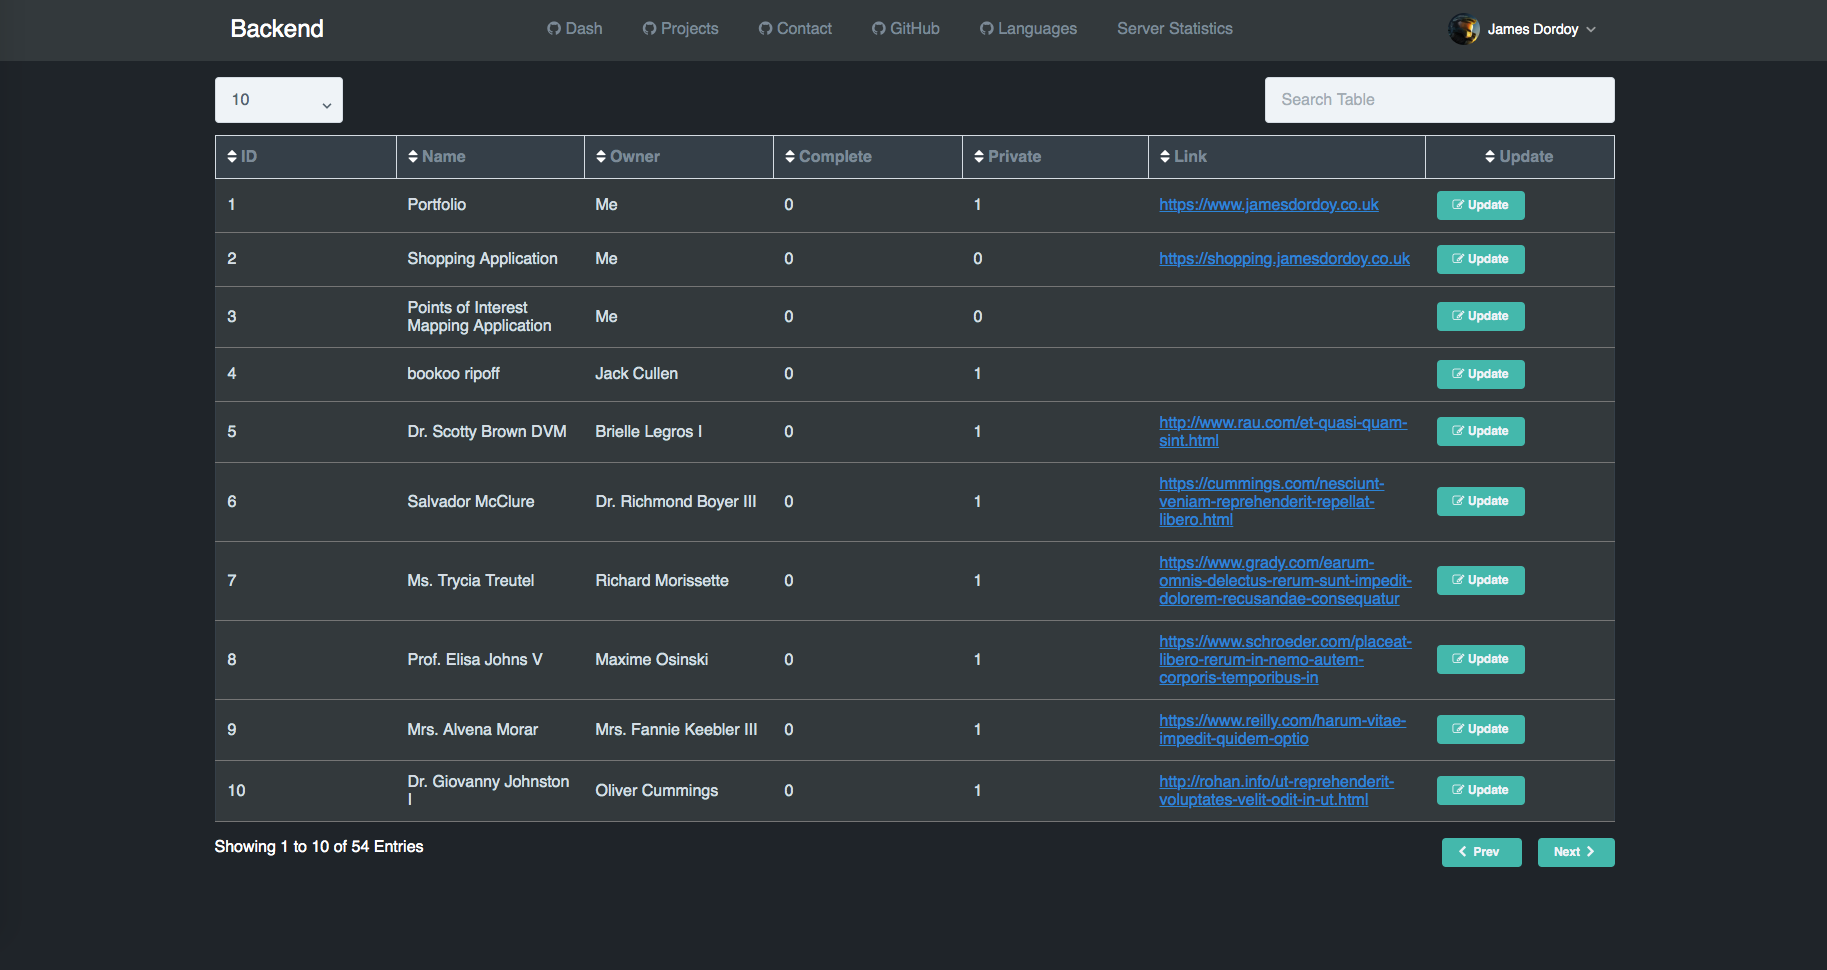 Backend Dash Projects Contact GitHub Languages Server Statistics James Dordoy
10 Search Table
ID Name Owner Complete Private Link Update
1 Portfolio Me 0 1 https://www.jamesdordoy.co.uk Update
2 Shopping Application Me 0 0 https://shopping.jamesdordoy.co.uk Update
Points of Interest
3 Me 0 0 Update
Mapping Application
4 bookoo ripoff Jack Cullen 0 1 Update
http://www.rau.com/et-quasi-quam-
5 Dr. Scotty Brown DVM Brielle Legros I 0 1 Update
sint.html
https://cummings.com/nesciunt-
6 Salvador McClure Dr. Richmond Boyer III 0 1 veniam-reprehenderit-repellat- Update
libero.html
https://www.grady.com/earum-
7 Ms. Trycia Treutel Richard Morissette 0 1 omnis-delectus-rerum-sunt-impedit- Update
dolorem-recusandae-consequatur
https://www.schroeder.com/placeat-
8 Prof. Elisa Johns V Maxime Osinski 0 1 libero-rerum-in-nemo-autem- Update
corporis-temporibus-in
https://www.reilly.com/harum-vitae-
9 Mrs. Alvena Morar Mrs. Fannie Keebler III 0 1 Update
impedit-quidem-optio
Dr. Giovanny Johnston http://rohan.info/ut-reprehenderit-
10 Oliver Cummings 0 1 Update
I voluptates-velit-odit-in-ut.html
Showing 1 to 10 of 54 Entries Prev Next